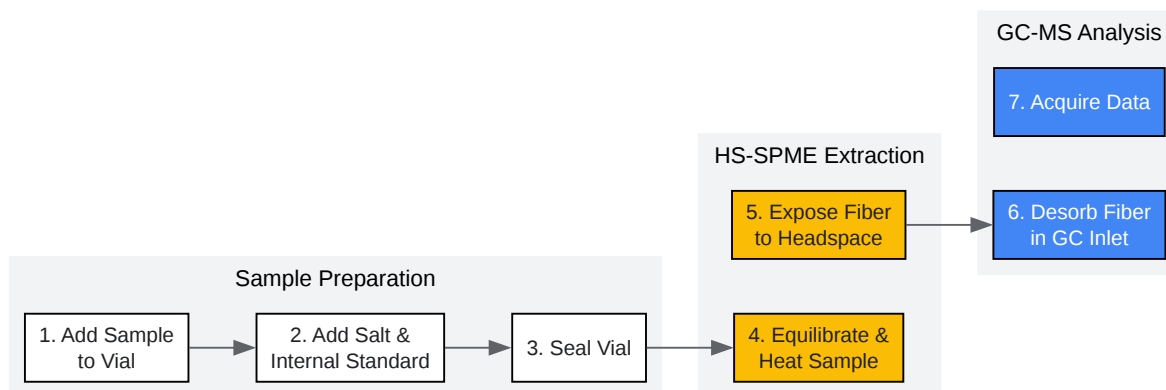 Sample Preparation
1. Add Sample
to Vial
2. Add Salt &
Internal Standard
3. Seal Vial
HS-SPME Extraction
4. Equilibrate &
Heat Sample
5. Expose Fiber
to Headspace
GC-MS Analysis
6. Desorb Fiber
in GC Inlet
7. Acquire Data